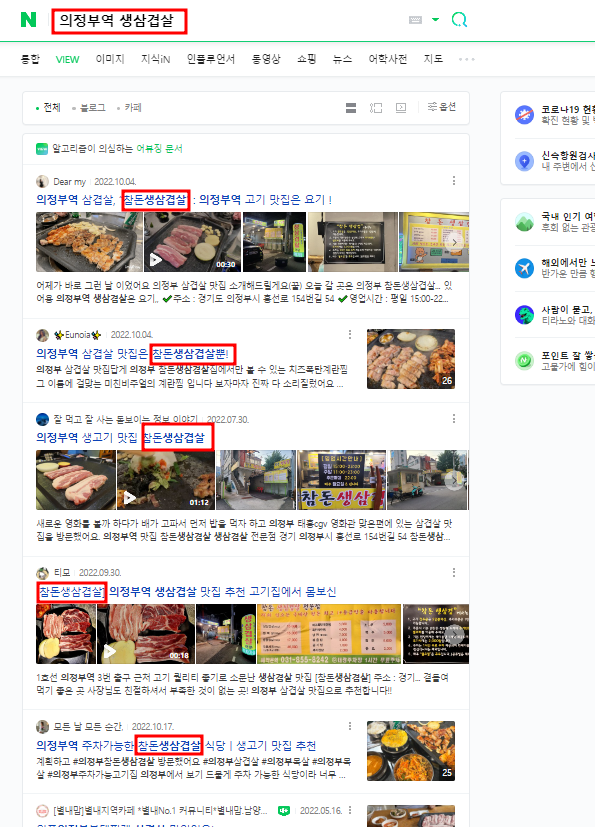 N 의정부역 생삼겹살
통합 VIEW 이미지 지식iN 인플루언서 동영상 쇼핑 뉴스 어학사전 지도
전체 블로그 카페 옵션
알고리즘이 의심하는 어뷰징 문서
Dear my 2022.10.04.
의정부역 삼겹살, '참돈생삼겹살' : 의정부역 고기 맛집은 요기 !
00:30
어제가 바로 그런 날 이었어요 의정부 삼겹살 맛집 소개해드릴게요(꿀) 오늘 갈 곳은 의정부 참돈생삼겹살... 있
어용 의정부역 생삼겹살은 요기,. ✔주소 : 경기도 의정부시 흥선로 154번길 54 ✔영업시간 : 평일 15:00-22...
Eunoia 2022.10.04.
의정부역 삼겹살 맛집은 참돈생삼겹살뿐!
의정부 삼겹살 맛집답게 의정부 참돈생삼겹살집에서만 볼 수 있는 치즈폭탄계란찜
그 이름에 걸맞는 미친비주얼의 계란찜 입니다 보자마자 진짜 다 소리질렀어요 ...
26
잘 먹고 잘 사는 돋보이는 정보 이야기 2022.07.30.
의정부역 생고기 맛집 참돈생삼겹살
01:12
참돈생삼
새로운 영화를 볼까 하다가 배가 고파서 먼저 밥을 먹자 하고 의정부 태흥cgv 영화관 맞은편에 있는 삼겹살 맛
집을 방문했어요. 의정부역 맛집 참돈생삼겹살 생삼겹살 전문점 경기 의정부시 흥선로 154번길 54 참돈생삼...
티모 2022.09.30.
'참돈생삼겹살' 의정부역 생삼겹살 맛집 추천 고기집에서 몸보신
00:18
031-855-8242
1호선 의정부역 3번 출구 근저 고기 퀄리티 좋기로 소문난 생삼겹살 맛집 [참돈생삼겹살] 주소 : 경기... 곁들여
먹기 좋은 곳 사장님도 친절하셔서 부족한 것이 없는 곳! 의정부 삼겹살 맛집으로 추천합니다!!
모든 날 모든 순간. 2022.10.17.
의정부역 주차가능한 참돈생삼겹살 식당 | 생고기 맛집 추천
계획하고 #의정부참돈생삼겹살 방문했어요 #의정부삼겹살 #의정부목살 #의정부역목
살 #의정부주차가능고기집 의정부에서 보기 드물게 주차 가능한 식당이라 너무 ...
25
[별내맘]별내지역카페 *별내No.1 커뮤니티*별내맘,남양... 2022.05.16.
코로나19 현황
확진 현황 및
신속항원검사
내 주변에서 신
국내 인기 여행
후회 없는 관광
해외에서만
반가운 만큼
사람이 묻고,
티라노와 대화
포인트 잘 쌓
고물가에 힘이